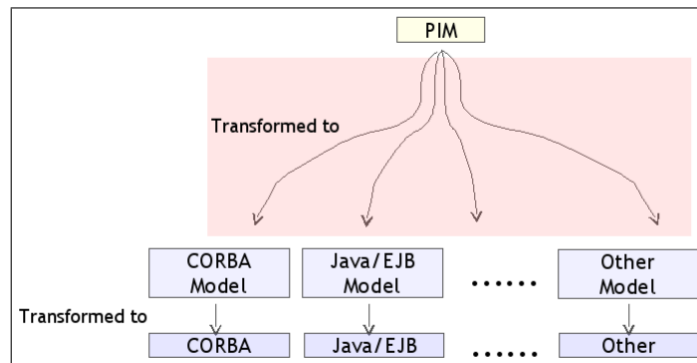 PIM
Transformed to
CORBA
Model
Java/EJB
Model
......
Other
Model
Transformed to
CORBA
Java/EJB
......
Other